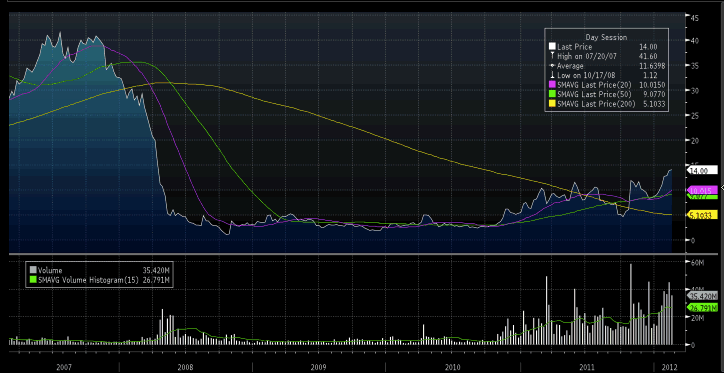 45
40
35
30
25
20
15
10
5
0
Day Session
Last Price 14.00
High on 07/20/07 41.60
Average 11.6398
Low on 10/17/08 1.12
SMAVG Last Price(20) 10.0150
SMAVG Last Price(50) 9.0770
SMAVG Last Price(200) 5.1033
14.00
10.015
5.1033
Volume 35.420M
SMAVG Volume Histogram(15) 26.791M
60M
40M
35.420M
26.791M
20M
0
2007 2008 2009 2010 2011 2012